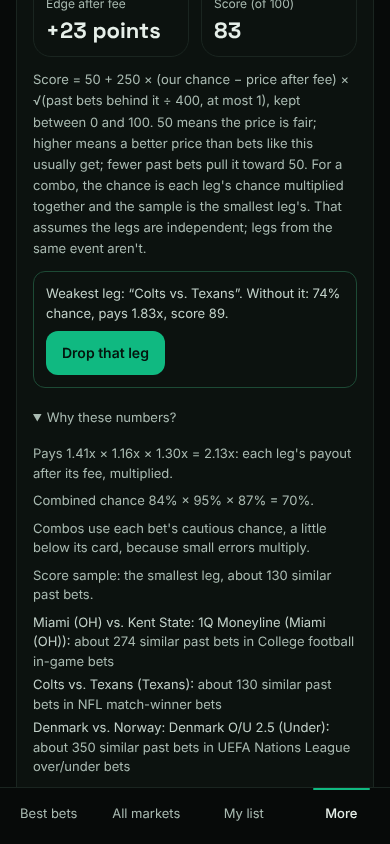 Edge after fee
Score (of 100)
+23 points
83
Score = 50 + 250 × (our chance − price after fee) ×
√(past bets behind it ÷ 400, at most 1), kept
between 0 and 100. 50 means the price is fair;
higher means a better price than bets like this
usually get; fewer past bets pull it toward 50. For a
combo, the chance is each leg's chance multiplied
together and the sample is the smallest leg's. That
assumes the legs are independent; legs from the
same event aren't.
Weakest leg: “Colts vs. Texans”. Without it: 74%
chance, pays 1.83x, score 89.
Drop that leg
▼ Why these numbers?
Pays 1.41x × 1.16x × 1.30x = 2.13x: each leg's payout
after its fee, multiplied.
Combined chance 84% × 95% × 87% = 70%.
Combos use each bet's cautious chance, a little
below its card, because small errors multiply.
Score sample: the smallest leg, about 130 similar
past bets.
Miami (OH) vs. Kent State: 1Q Moneyline (Miami
(OH)): about 274 similar past bets in College football
in-game bets
Colts vs. Texans (Texans): about 130 similar past
bets in NFL match-winner bets
Denmark vs. Norway: Denmark O/U 2.5 (Under):
about 350 similar past bets in UEFA Nations League
over/under bets
Best bets
All markets
My list
More